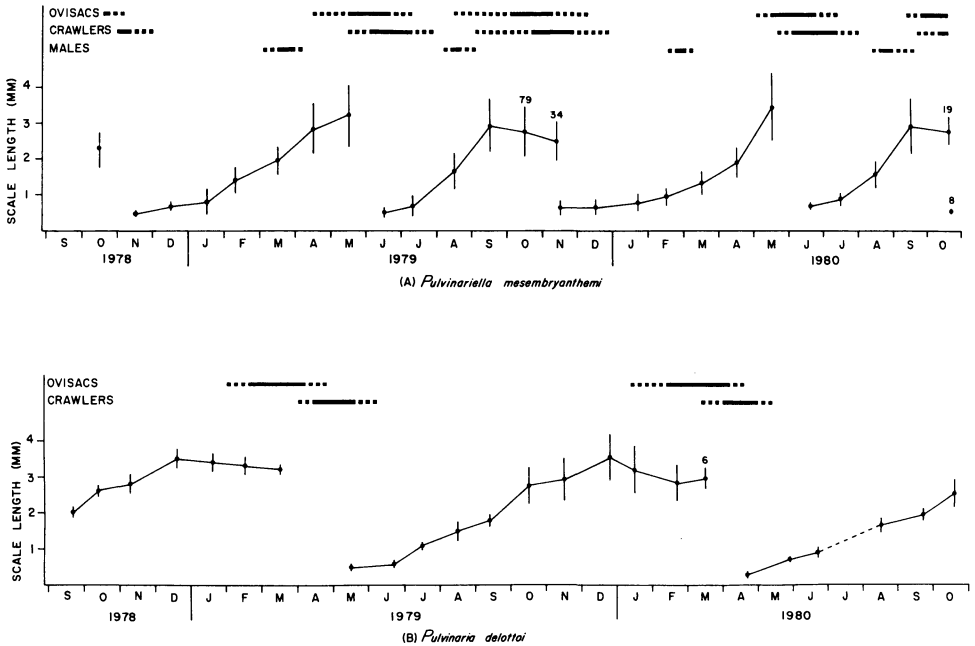 OVISACS
CRAWLERS
MALES
SCALE LENGTH (MM)
4
3
2
1
79
34
19
8
S O N D J F M A M J J A S O N D J F M A M J J A S O
1978 1979 1980
(A) Pulvinariella mesembryanthemi
OVISACS
CRAWLERS
SCALE LENGTH (MM)
4
3
2
1
6
S O N D J F M A M J J A S O N D J F M A M J J A S O
1978 1979 1980
(B) Pulvinaria delottoi